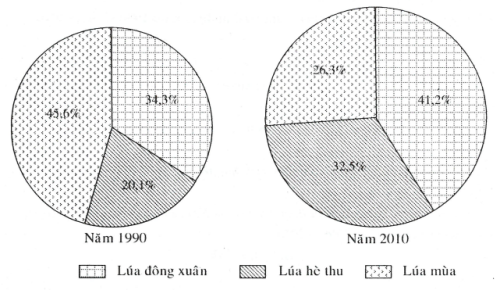 45,6%
34,3%
20,1%
26,3%
41,2%
32,5%
Năm 1990
Năm 2010
Lúa đông xuân
Lúa hè thu
Lúa mùa